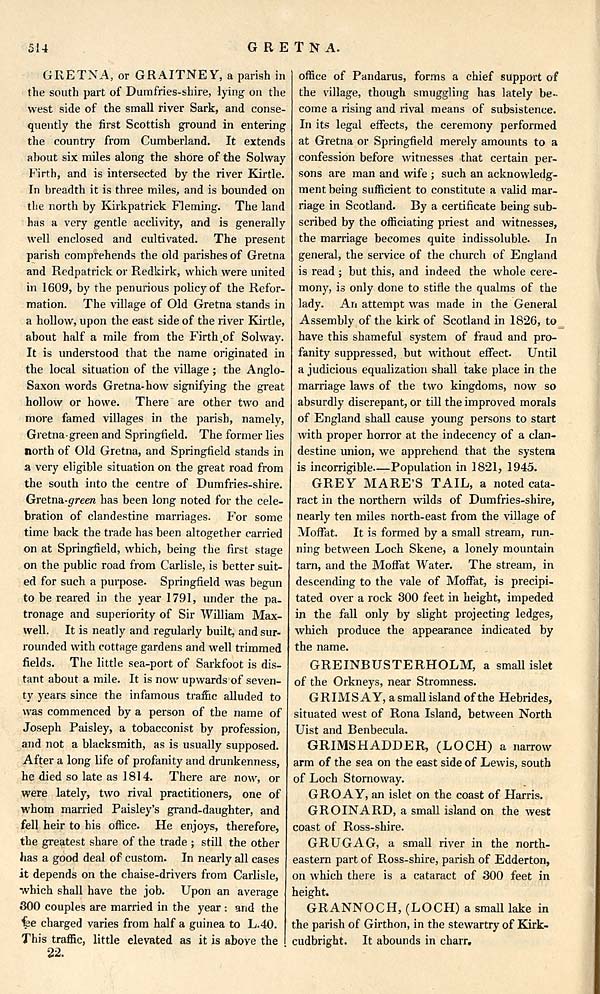 514
GRETNA.
GRETNA, or GRAITNEY, a parish in
the south part of Dumfries-shire, lying on the
west side of the small river Sark, and conse-
quently the first Scottish ground in entering
the country from Cumberland. It extends
about six miles along the shore of the Solway
Firth, and is intersected by the river Kirtle.
In breadth it is three miles, and is bounded on
the north by Kirkpatrick Fleming. The land
has a very gentle acclivity, and is generally
well enclosed and cultivated. The present
parish comprehends the old parishes of Gretna
and Redpatrick or Redkirk, which were united
in 1609, by the penurious policy of the Refor-
mation. The village of Old Gretna stands in
a hollow, upon the east side of the river Kirtle,
about half a mile from the Firth of Solway.
It is understood that the name originated in
the local situation of the village; the Anglo-
Saxon words Gretna-how signifying the great
hollow or howe. There are other two and
more famed villages in the parish, namely,
Gretna-green and Springfield. The former lies
north of Old Gretna, and Springfield stands in
a very eligible situation on the great road from
the south into the centre of Dumfries-shire.
Gretna-green has been long noted for the cele-
bration of clandestine marriages. For some
time back the trade has been altogether carried
on at Springfield, which, being the first stage
on the public road from Carlisle, is better suit-
ed for such a purpose. Springfield was begun
to be reared in the year 1791, under the pa-
tronage and superiority of Sir William Max-
well. It is neatly and regularly built, and sur-
rounded with cottage gardens and well trimmed
fields. The little sea-port of Sarkfoot is dis-
tant about a mile. It is now upwards of seven-
ty years since the infamous traffic alluded to
was commenced by a person of the name of
Joseph Paisley, a tobacconist by profession,
and not a blacksmith, as is usually supposed.
After a long life of profanity and drunkenness,
he died so late as 1814. There are now, or
were lately, two rival practitioners, one of
whom married Paisley's grand-daughter, and
fell heir to his office. He enjoys, therefore,
the greatest share of the trade; still the other
has a good deal of custom. In nearly all cases
it depends on the chaise-drivers from Carlisle,
which shall have the job. Upon an average
300 couples are married in the year: and the
fee charged varies from half a guinea to L.40.
This traffic, little elevated as it is above the
22.
office of Pandarus, forms a chief support of
the village, though smuggling has lately be-
come a rising and rival means of subsistence.
In its legal effects, the ceremony performed
at Gretna or Springfield merely amounts to a
confession before witnesses that certain per-
sons are man and wife; such an acknowledg-
ment being sufficient to constitute a valid mar-
riage in Scotland. By a certificate being sub-
scribed by the officiating priest and witnesses,
the marriage becomes quite indissoluble. In
general, the service of the church of England
is read; but this, and indeed the whole cere-
mony, is only done to stifle the qualms of the
lady. An attempt was made in the General
Assembly of the kirk of Scotland in 1826, to
have this shameful system of fraud and pro-
fanity suppressed, but without effect. Until
a judicious equalization shall take place in the
marriage laws of the two kingdoms, now so
absurdly discrepant, or till the improved morals
of England shall cause young persons to start
with proper horror at the indecency of a clan-
destine union, we apprehend that the system
is incorrigible.—Population in 1821, 1945.
GREY MARE'S TAIL, a noted cata-
ract in the northern wilds of Dumfries-shire,
nearly ten miles north-east from the village of
Moffat. It is formed by a small stream, run-
ning between Loch Skene, a lonely mountain
tarn, and the Moffat Water. The stream, in
descending to the vale of Moffat, is precipi-
tated over a rock 300 feet in height, impeded
in the fall only by slight projecting ledges,
which produce the appearance indicated by
the name.
GREINBUSTERHOLM, a small islet
of the Orkneys, near Stromness.
GRIMSAY, a small island of the Hebrides,
situated west of Rona Island, between North
Uist and Benbecula.
GRIMSHADDER, (LOCH) a narrow
arm of the sea on the east side of Lewis, south
of Loch Stornoway.
GROAY, an islet on the coast of Harris.
GROINARD, a small island on the west
coast of Ross-shire.
GRUGAG, a small river in the north-
eastern part of Ross-shire, parish of Edderton,
on which there is a cataract of 300 feet in
height.
GRANNOCH, (LOCH) a small lake in
the parish of Girthon, in the stewartry of Kirk-
cudbright. It abounds in charr.